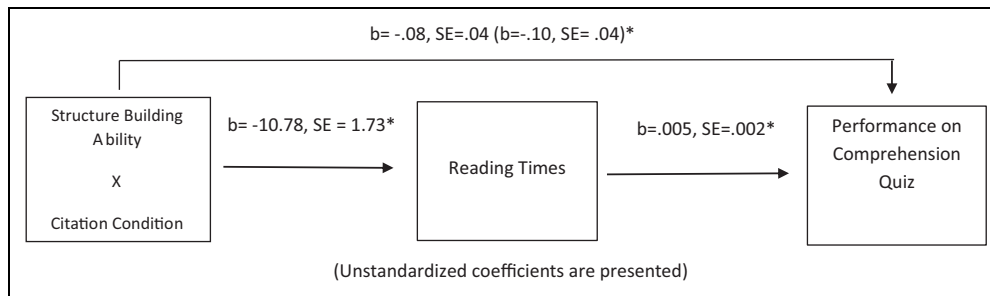 b= -.08, SE=.04 (b=-.10, SE= .04)*
Structure Building
Ability
X
Citation Condition
b= -10.78, SE = 1.73*
Reading Times
b=.005, SE=.002*
Performance on
Comprehension
Quiz
(Unstandardized coefficients are presented)